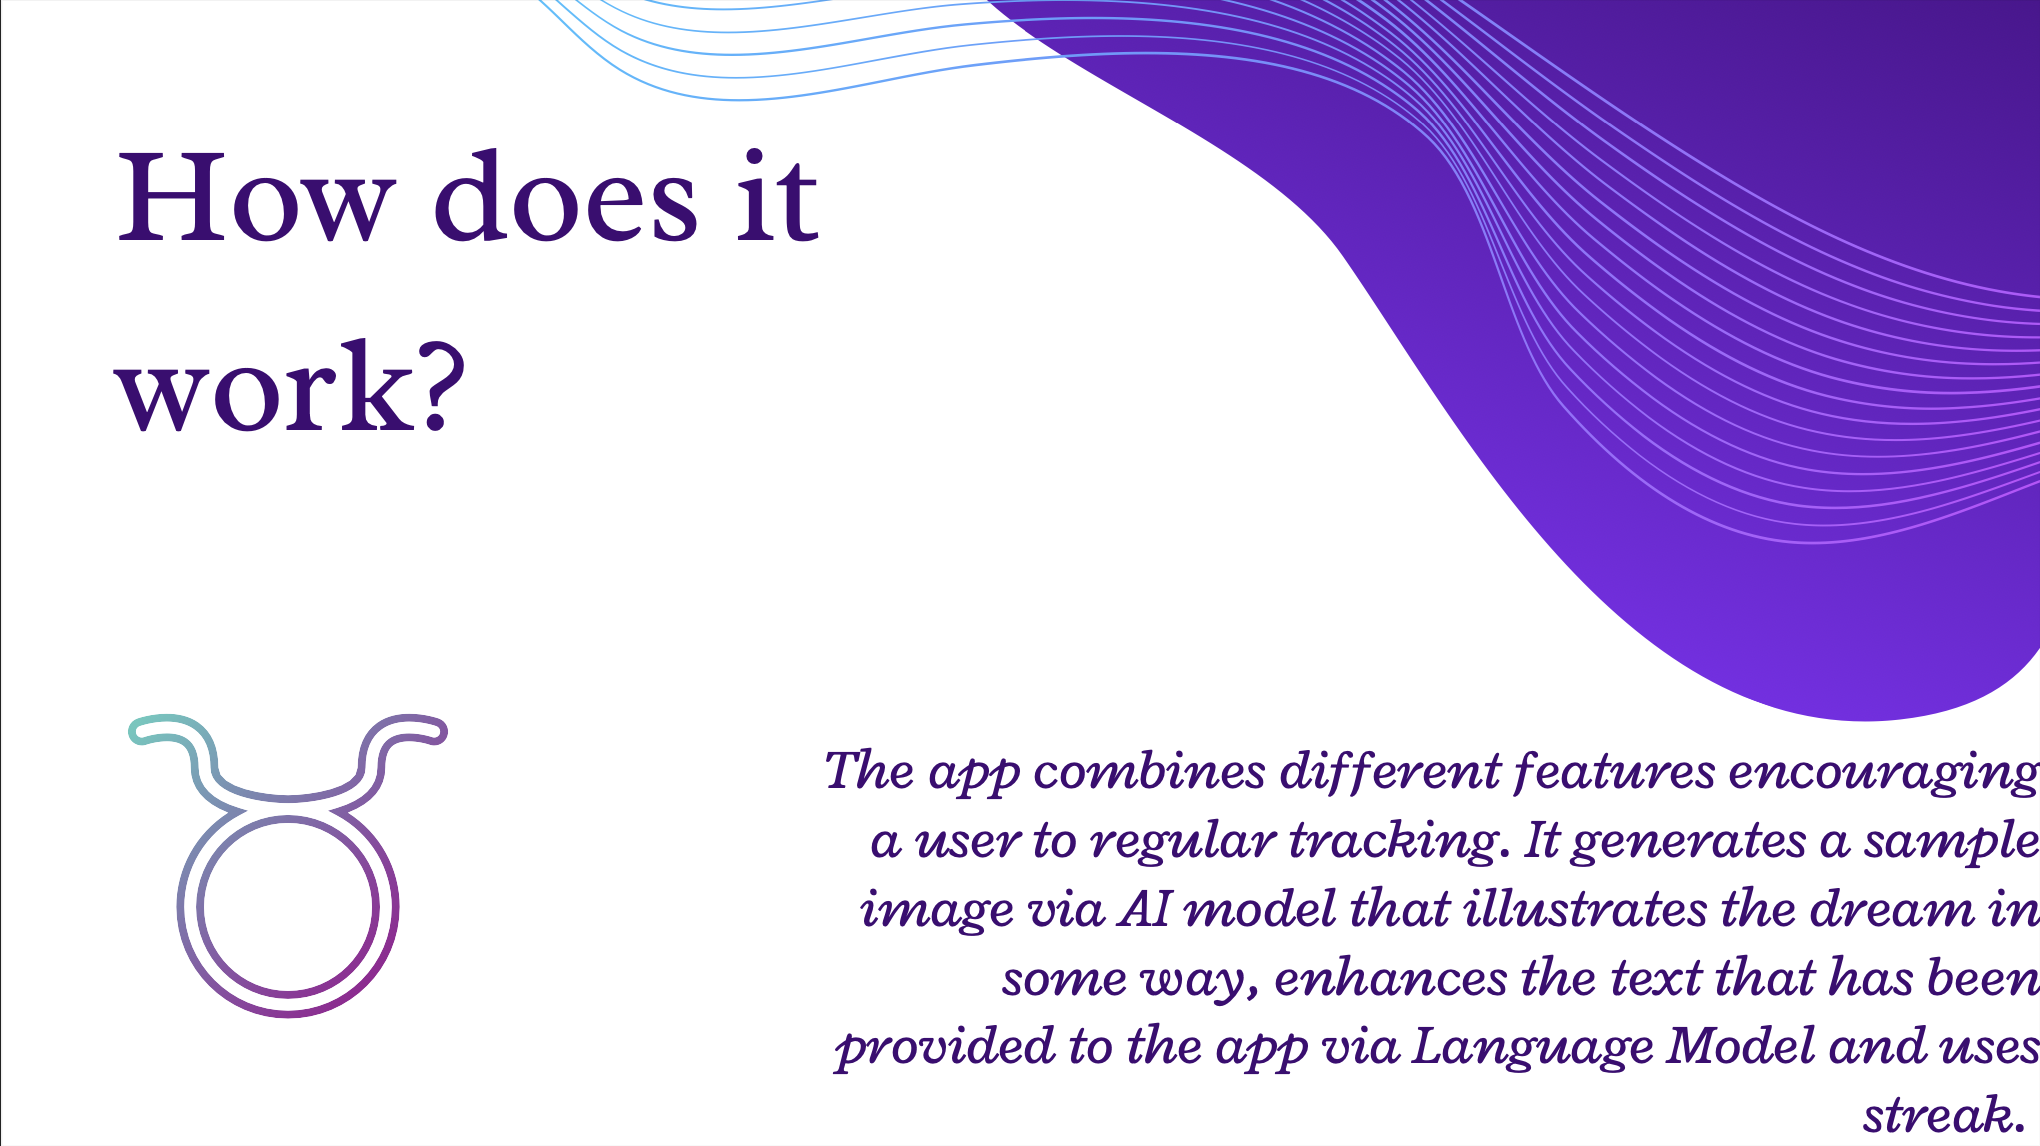 How does it
work?
The app combines different features encouraging
a user to regular tracking. It generates a sample
image via AI model that illustrates the dream in
some way, enhances the text that has been
provided to the app via Language Model and uses
streak.